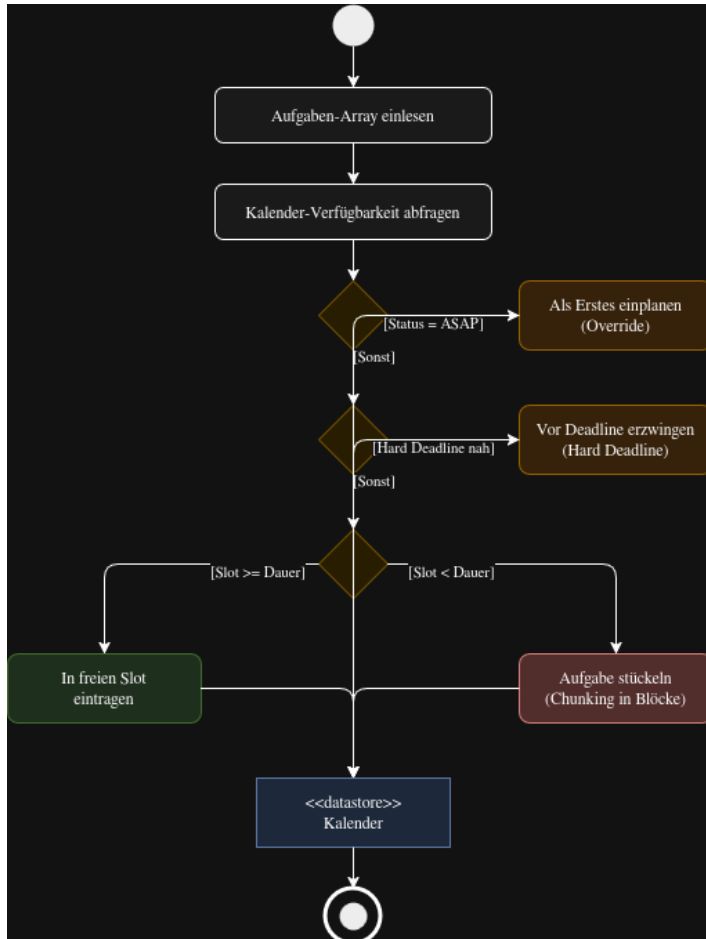 Aufgaben-Array einlesen
Kalender-Verfügbarkeit abfragen
[Status = ASAP]
Als Erstes einplanen
(Override)
[Sonst]
[Hard Deadline nah]
Vor Deadline erzwingen
(Hard Deadline)
[Sonst]
[Slot >= Dauer]
[Slot < Dauer]
In freien Slot
eintragen
Aufgabe stückeln
(Chunking in Blöcke)
<<datastore>>
Kalender